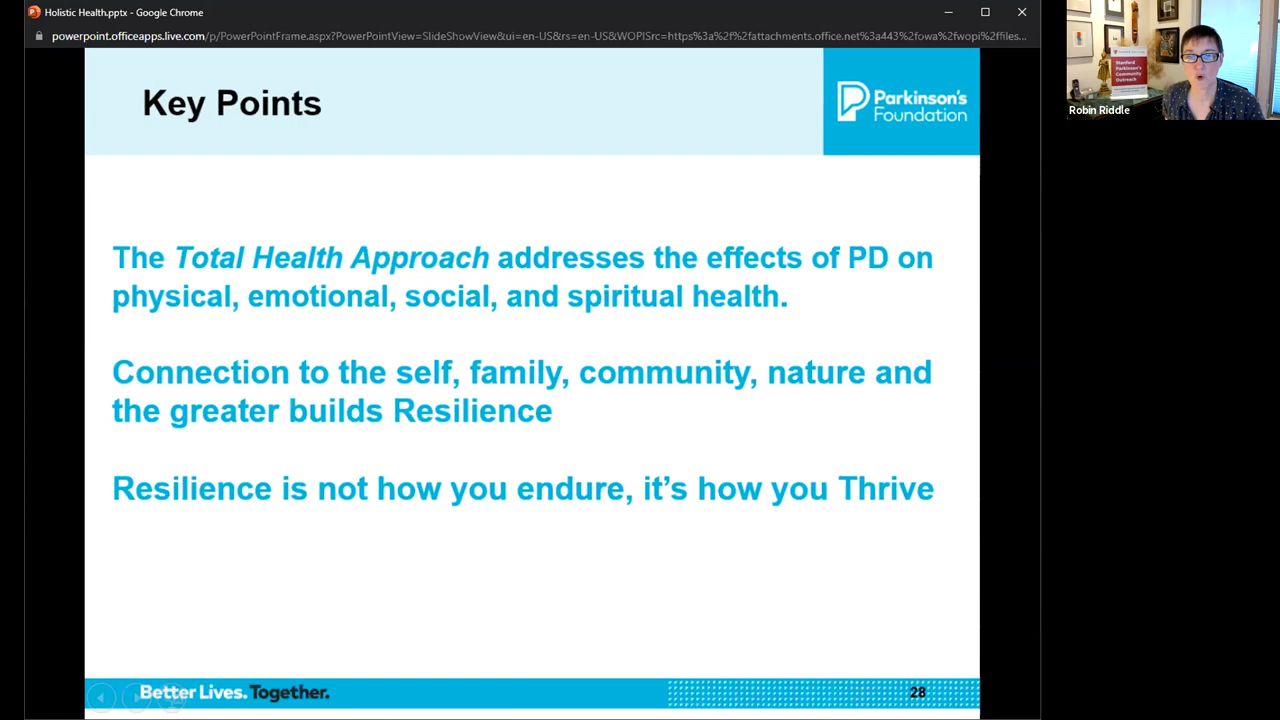 Holistic Health.pptx - Google Chrome
powerpoint.officeapps.live.com/p/PowerPointFrame.aspx?PowerPointView=SlideShowView&ui=en-US&rs=en-US&WOPISrc=https%3a%2f%2fattachments.office.net%3a443%2fowa%2fwopi%2ffiles...
Key Points
Parkinson's
Foundation
The Total Health Approach addresses the effects of PD on
physical, emotional, social, and spiritual health.
Connection to the self, family, community, nature and
the greater builds Resilience
Resilience is not how you endure, it's how you Thrive
Better Lives. Together.
28
Stanford
Parkinson's
Community
Outreach
Robin Riddle